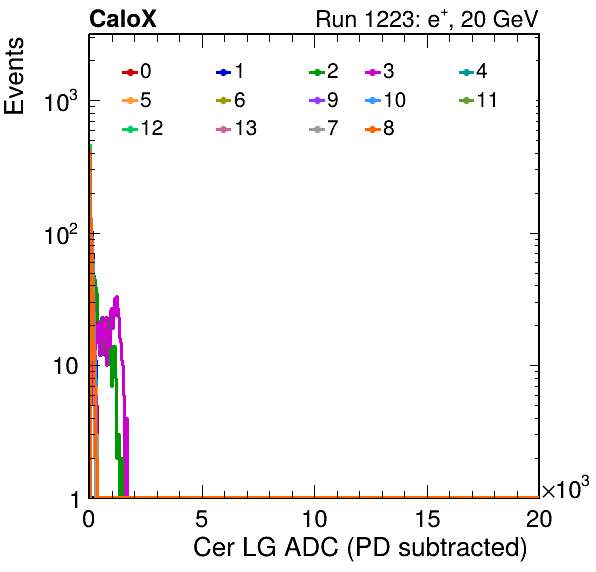 CaloX Run 1223: e⁺, 20 GeV
Events
0 1 2 3 4
5 6 9 10 11
12 13 7 8
10³
10²
10
1
0 5 10 15 20
×10³
Cer LG ADC (PD subtracted)